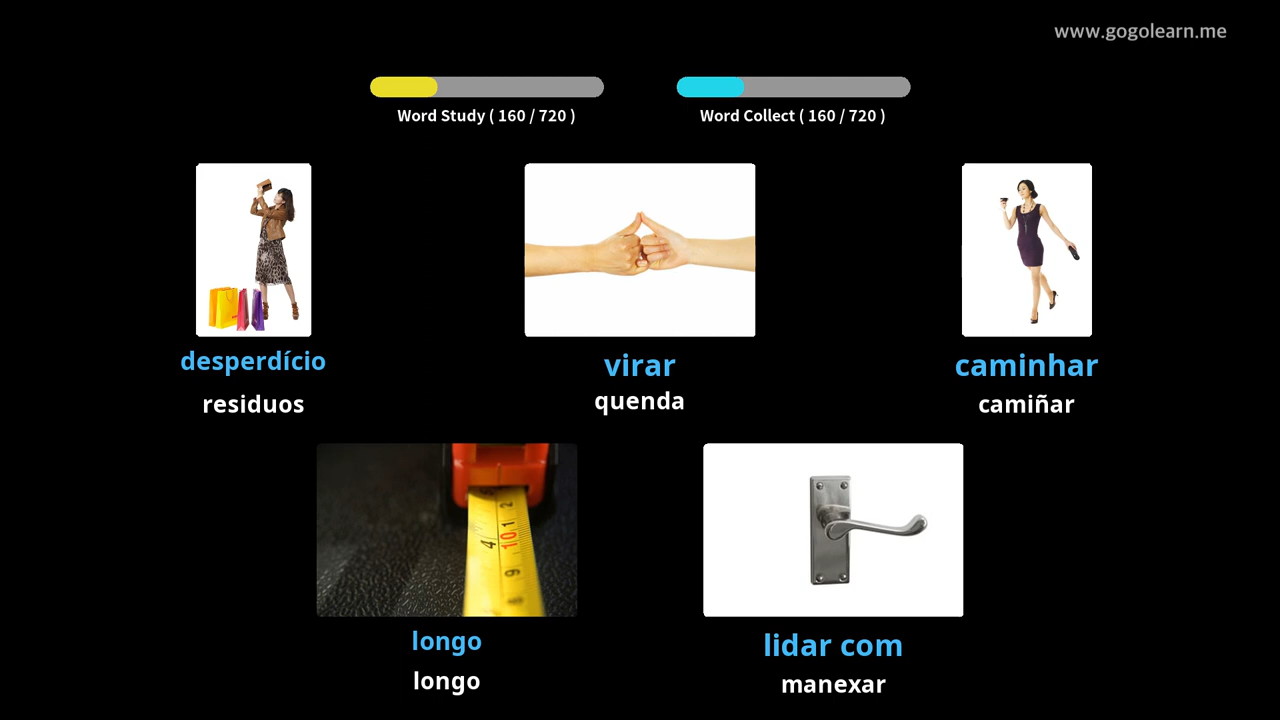 www.gogolearn.me
Word Study ( 160 / 720 )
Word Collect ( 160 / 720 )
desperdício
residuos
virar
quenda
caminhar
camiñar
longo
longo
lidar com
manexar